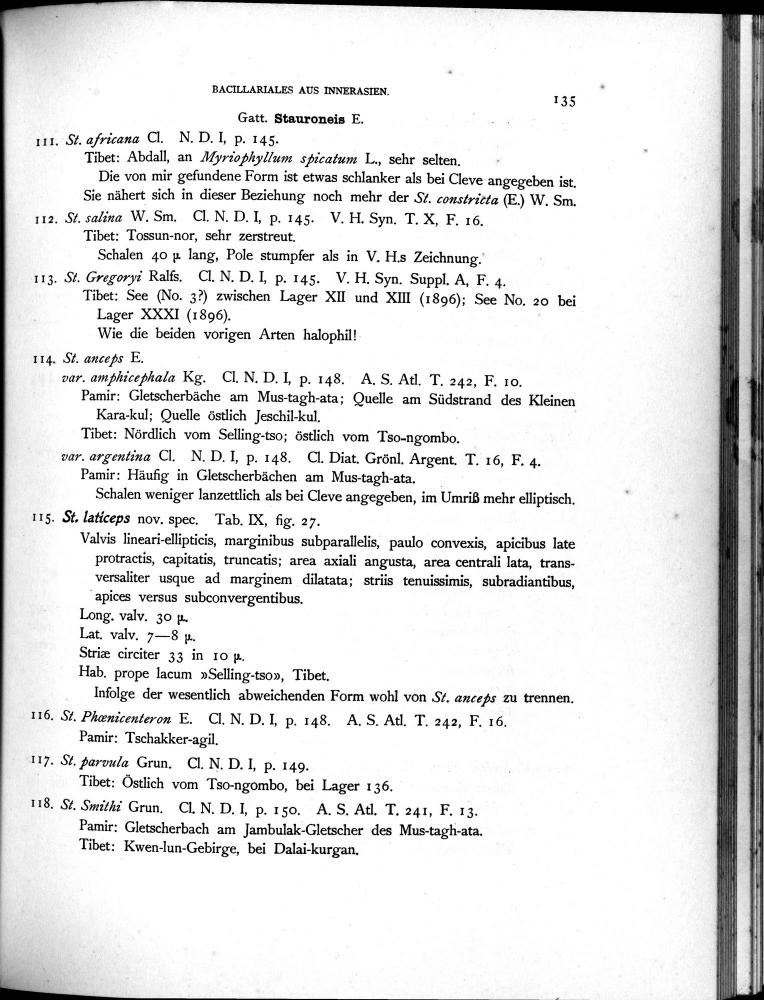 BACILLARIALES AUS INNERASIEN.
135
Gatt. Stauroneis E.
111. St. africana Cl. N. D. I, p. 145.
Tibet: Abdall, an Myriophyllum spicatum L., sehr selten.
Die von mir gefundene Form ist etwas schlanker als bei Cleve angegeben ist.
Sie nähert sich in dieser Beziehung noch mehr der St. constricta (E.) W. Sm.
112. St. salina W. Sm. Cl. N. D. I, p. 145. V. H. Syn. T. X, F. 16.
Tibet: Tossun-nor, sehr zerstreut.
Schalen 40 µ lang, Pole stumpfer als in V. H.s Zeichnung.
113. St. Gregoryi Ralfs. Cl. N. D. I, p. 145. V. H. Syn. Suppl. A, F. 4.
Tibet: See (No. 3?) zwischen Lager XII und XIII (1896); See No. 20 bei
Lager XXXI (1896).
Wie die beiden vorigen Arten halophil!
114. St. anceps E.
var. amphicephala Kg. Cl. N. D. I, p. 148. A. S. Atl. T. 242, F. 10.
Pamir: Gletscherbäche am Mus-tagh-ata; Quelle am Südstrand des Kleinen
Kara-kul; Quelle östlich Jeschil-kul.
Tibet: Nördlich vom Selling-tso; östlich vom Tso-ngombo.
var. argentina Cl. N. D. I, p. 148. Cl. Diat. Grönl. Argent. T. 16, F. 4.
Pamir: Häufig in Gletscherbächen am Mus-tagh-ata.
Schalen weniger lanzettlich als bei Cleve angegeben, im Umriß mehr elliptisch.
115. St. laticeps nov. spec. Tab. IX, fig. 27.
Valvis lineari-ellipticis, marginibus subparallelis, paulo convexis, apicibus late
protractis, capitatis, truncatis; area axiali angusta, area centrali lata, trans-
versaliter usque ad marginem dilatata; striis tenuissimis, subradiantibus,
apices versus subconvergentibus.
Long. valv. 30 µ.
Lat. valv. 7—8 µ.
Striæ circiter 33 in 10 µ.
Hab. prope lacum »Selling-tso», Tibet.
Infolge der wesentlich abweichenden Form wohl von St. anceps zu trennen.
116. St. Phœnicenteron E. Cl. N. D. I, p. 148. A. S. Atl. T. 242, F. 16.
Pamir: Tschakker-agil.
117. St. parvula Grun. Cl. N. D. I, p. 149.
Tibet: Östlich vom Tso-ngombo, bei Lager 136.
118. St. Smithi Grun. Cl. N. D. I, p. 150. A. S. Atl. T. 241, F. 13.
Pamir: Gletscherbach am Jambulak-Gletscher des Mus-tagh-ata.
Tibet: Kwen-lun-Gebirge, bei Dalai-kurgan.